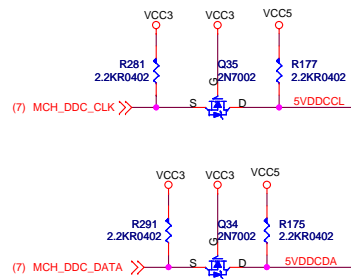 VCC3 VCC3 VCC5
R281 Q35 R177
2.2KR0402 2N7002 2.2KR0402
G
(7) MCH_DDC_CLK S D 5VDDCCL
VCC3 VCC3 VCC5
R291 Q34 R175
2.2KR0402 2N7002 2.2KR0402
G
(7) MCH_DDC_DATA S D 5VDDCDA